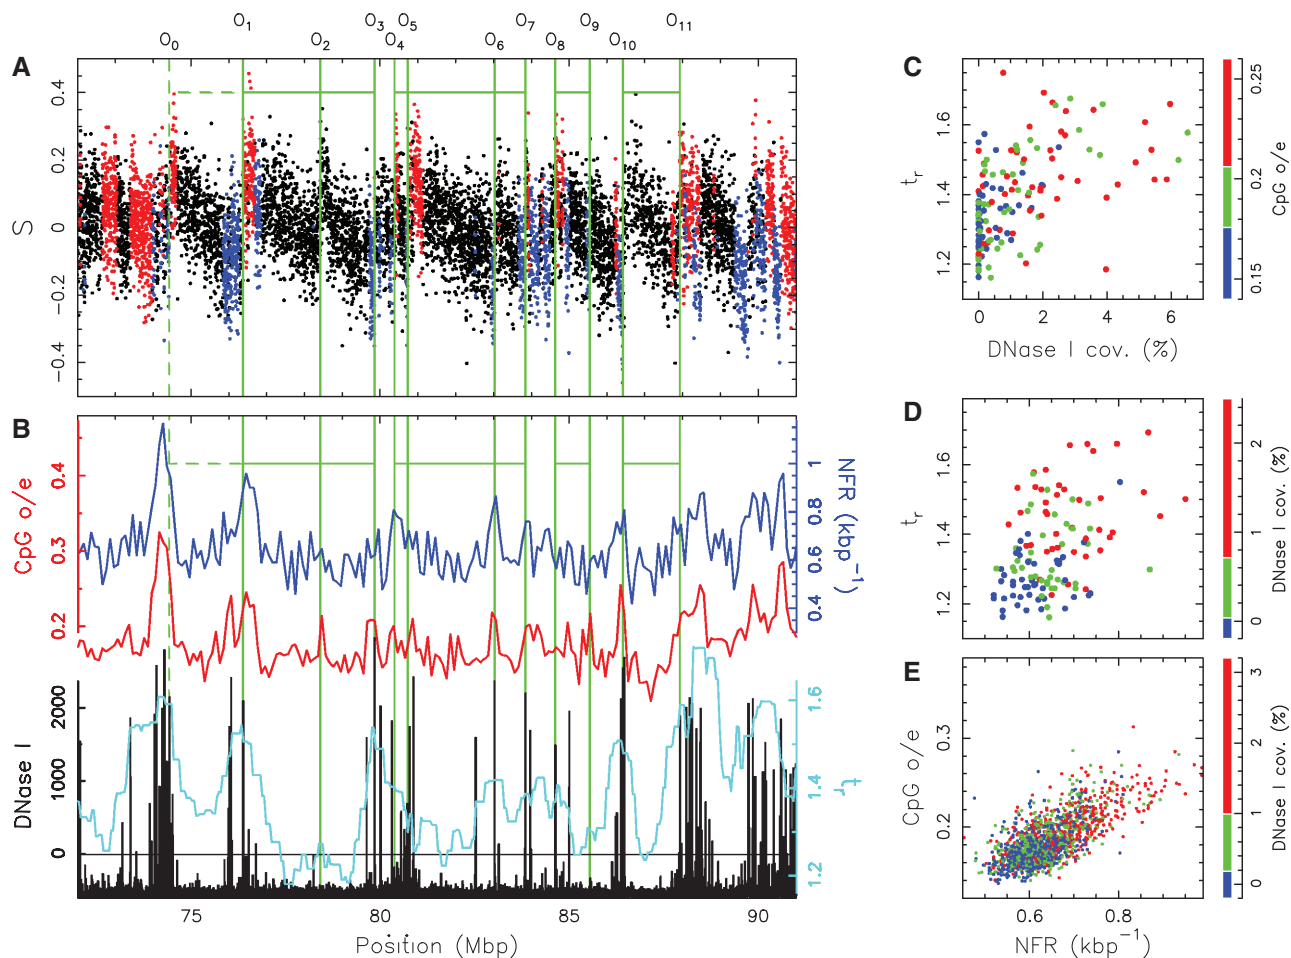 O1 O3 O5 O7 O9 O11
O0 O2 O4 O6 O8 O10
A
S
0.4
0.2
0
−0.2
−0.4
B
CpG o/e
0.4
0.3
0.2
NFR (kbp−1)
1
0.8
0.6
0.4
DNase I
2000
1000
0
tr
1.6
1.4
1.2
75 80 85 90
Position (Mbp)
C
tr
1.6
1.4
1.2
0 2 4 6
DNase I cov. (%)
CpG o/e
0.225
0.2
0.15
D
tr
1.6
1.4
1.2
DNase I cov. (%)
2
1
0
E
CpG o/e
0.3
0.2
0.6 0.8
NFR (kbp−1)
DNase I cov. (%)
3
2
1
0